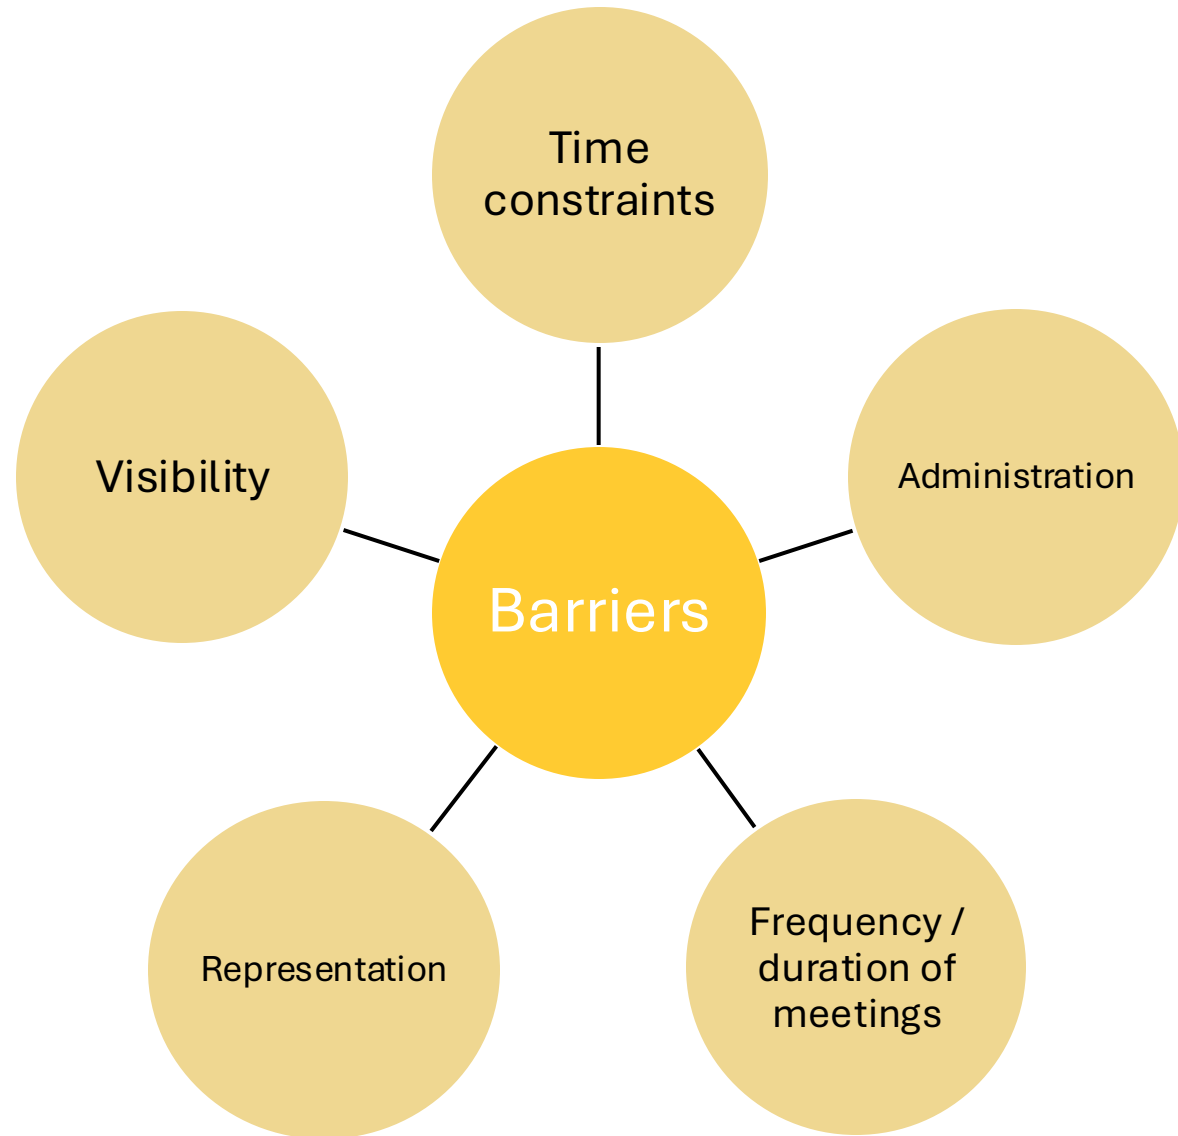 Time
constraints
Visibility
Administration
Barriers
Representation
Frequency /
duration of
meetings